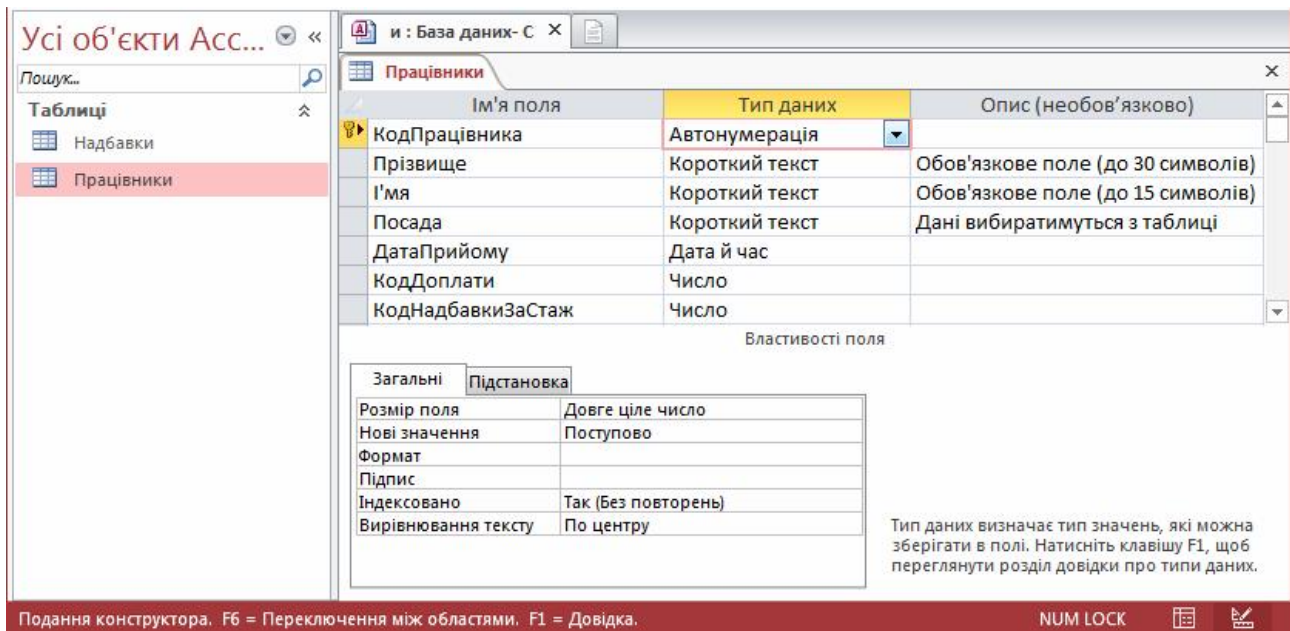 Усі об'єкти Acc...
Пошук...
Таблиці
Надбавки
Працівники
и : База даних- С
Працівники
Ім'я поля Тип даних Опис (необов'язково)
КодПрацівника Автонумерація
Прізвище Короткий текст Обов'язкове поле (до 30 символів)
І'мя Короткий текст Обов'язкове поле (до 15 символів)
Посада Короткий текст Дані вибиратимуться з таблиці
ДатаПрийому Дата й час
КодДоплати Число
КодНадбавкиЗаСтаж Число
Властивості поля
Загальні Підстановка
Розмір поля Довге ціле число
Нові значення Поступово
Формат
Підпис
Індексовано Так (Без повторень)
Вирівнювання тексту По центру
Тип даних визначає тип значень, які можна
зберігати в полі. Натисніть клавішу F1, щоб
переглянути розділ довідки про типи даних.
Подання конструктора. F6 = Переключення між областями. F1 = Довідка. NUM LOCK